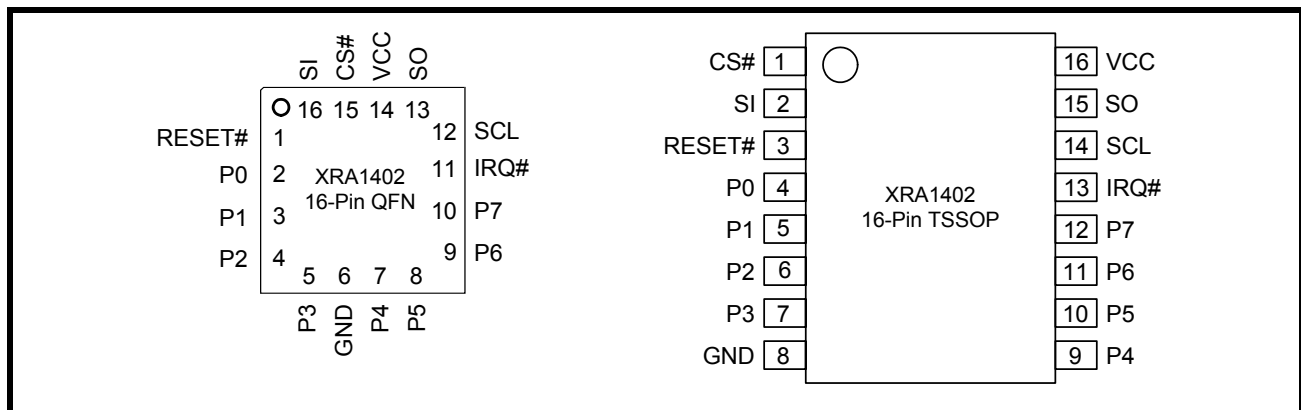 SI CS# VCC SO
16 15 14 13
RESET# 1
12 SCL
P0 2
11 IRQ#
P1 3
10 P7
P2 4
9 P6
XRA1402
16-Pin QFN
5 6 7 8
P3 GND P4 P5
CS# 1
16 VCC
SI 2
15 SO
RESET# 3
14 SCL
P0 4
13 IRQ#
P1 5
12 P7
P2 6
11 P6
P3 7
10 P5
GND 8
9 P4
XRA1402
16-Pin TSSOP